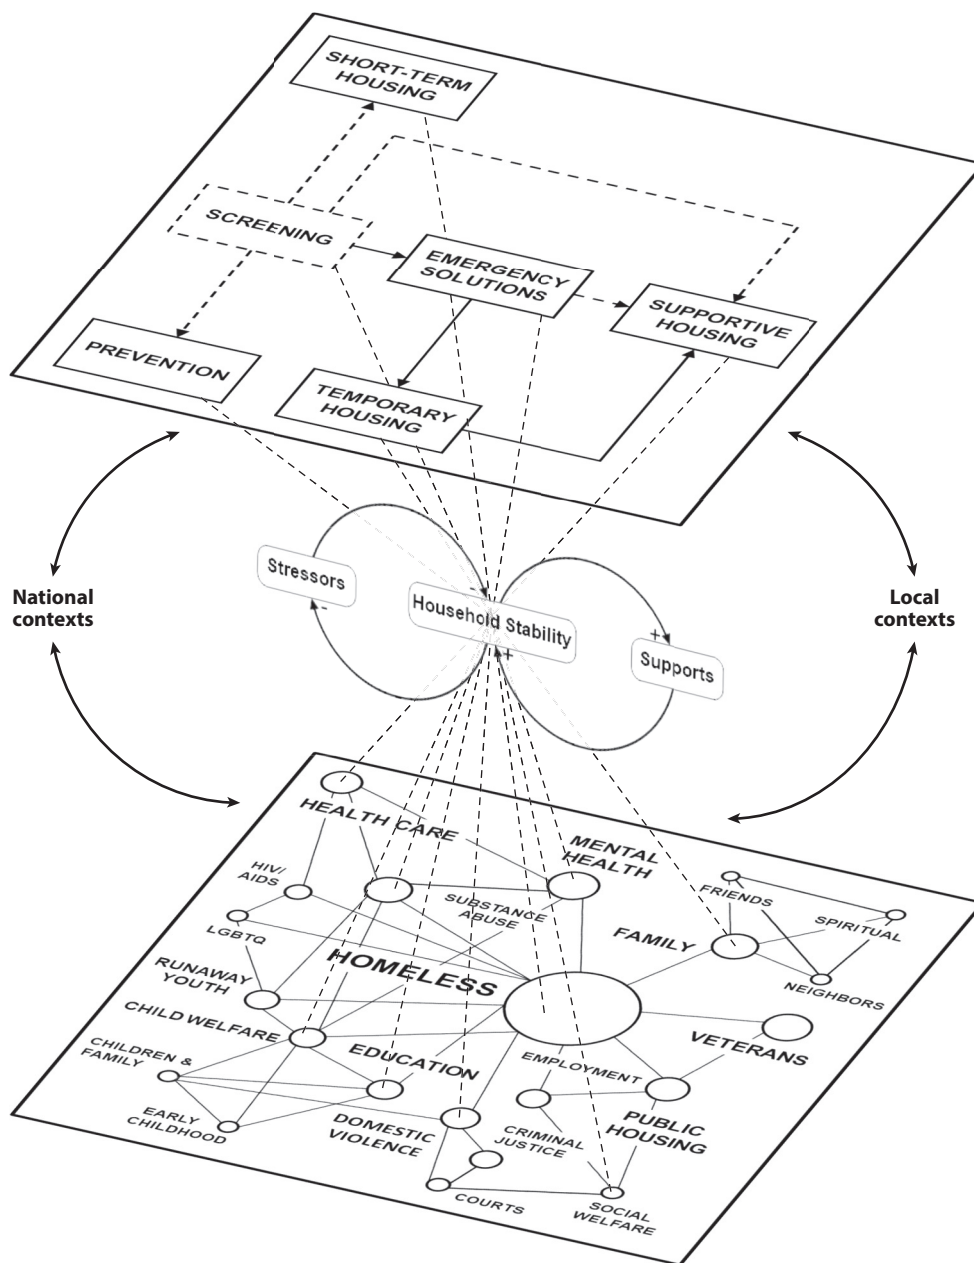 SHORT-TERM
HOUSING
SCREENING
EMERGENCY
SOLUTIONS
SUPPORTIVE
HOUSING
PREVENTION
TEMPORARY
HOUSING
National
contexts
Local
contexts
Stressors
-
-
Household Stability
+
+
Supports
HEALTH CARE
MENTAL
HEALTH
HIV/
AIDS
SUBSTANCE
ABUSE
FRIENDS
SPIRITUAL
LGBTQ
FAMILY
HOMELESS
RUNAWAY
YOUTH
NEIGHBORS
CHILD WELFARE
VETERANS
CHILDREN &
FAMILY
EDUCATION
EMPLOYMENT
EARLY
CHILDHOOD
DOMESTIC
VIOLENCE
CRIMINAL
JUSTICE
PUBLIC
HOUSING
COURTS
SOCIAL
WELFARE